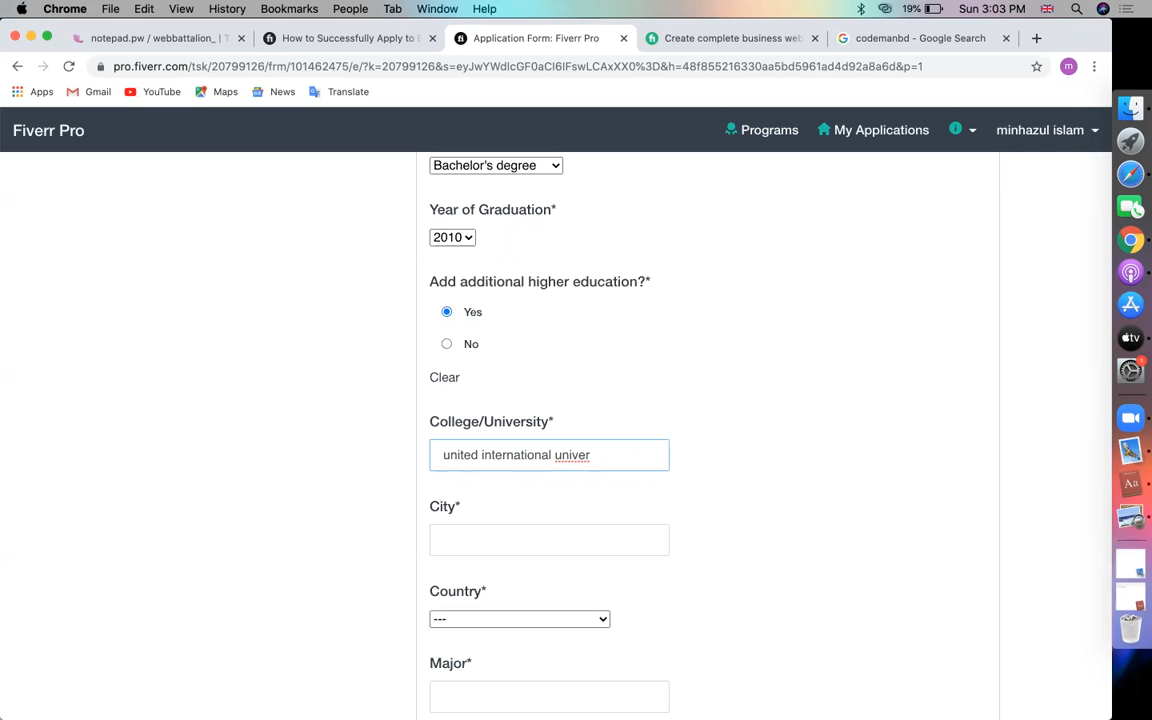 Chrome File Edit View History Bookmarks People Tab Window Help 19% Sun 3:03 PM
notepad.pw / webbattalion_ | T
How to Successfully Apply to
Application Form: Fiverr Pro
Create complete business web
codemanbd - Google Search
pro.fiverr.com/tsk/20799126/frm/101462475/e/?k=20799126&s=eyJwYWdlcGF0aCI6IFswLCAxXX0%3D&h=48f855216330aa5bd5961ad4d92a8a6d&p=1
m
Apps Gmail YouTube Maps News Translate
Fiverr Pro Programs My Applications minhazul islam
Bachelor's degree
Year of Graduation*
2010
Add additional higher education?*
Yes
No
Clear
College/University*
united international univer
City*
Country*
---
Major*
tv
Aa